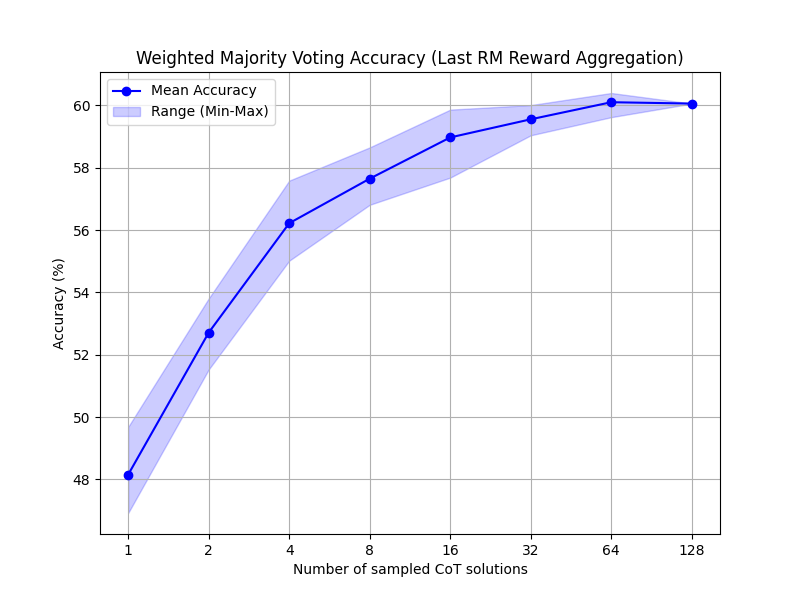 Weighted Majority Voting Accuracy (Last RM Reward Aggregation)
Mean Accuracy
Range (Min-Max)
Accuracy (%)
60
58
56
54
52
50
48
1 2 4 8 16 32 64 128
Number of sampled CoT solutions